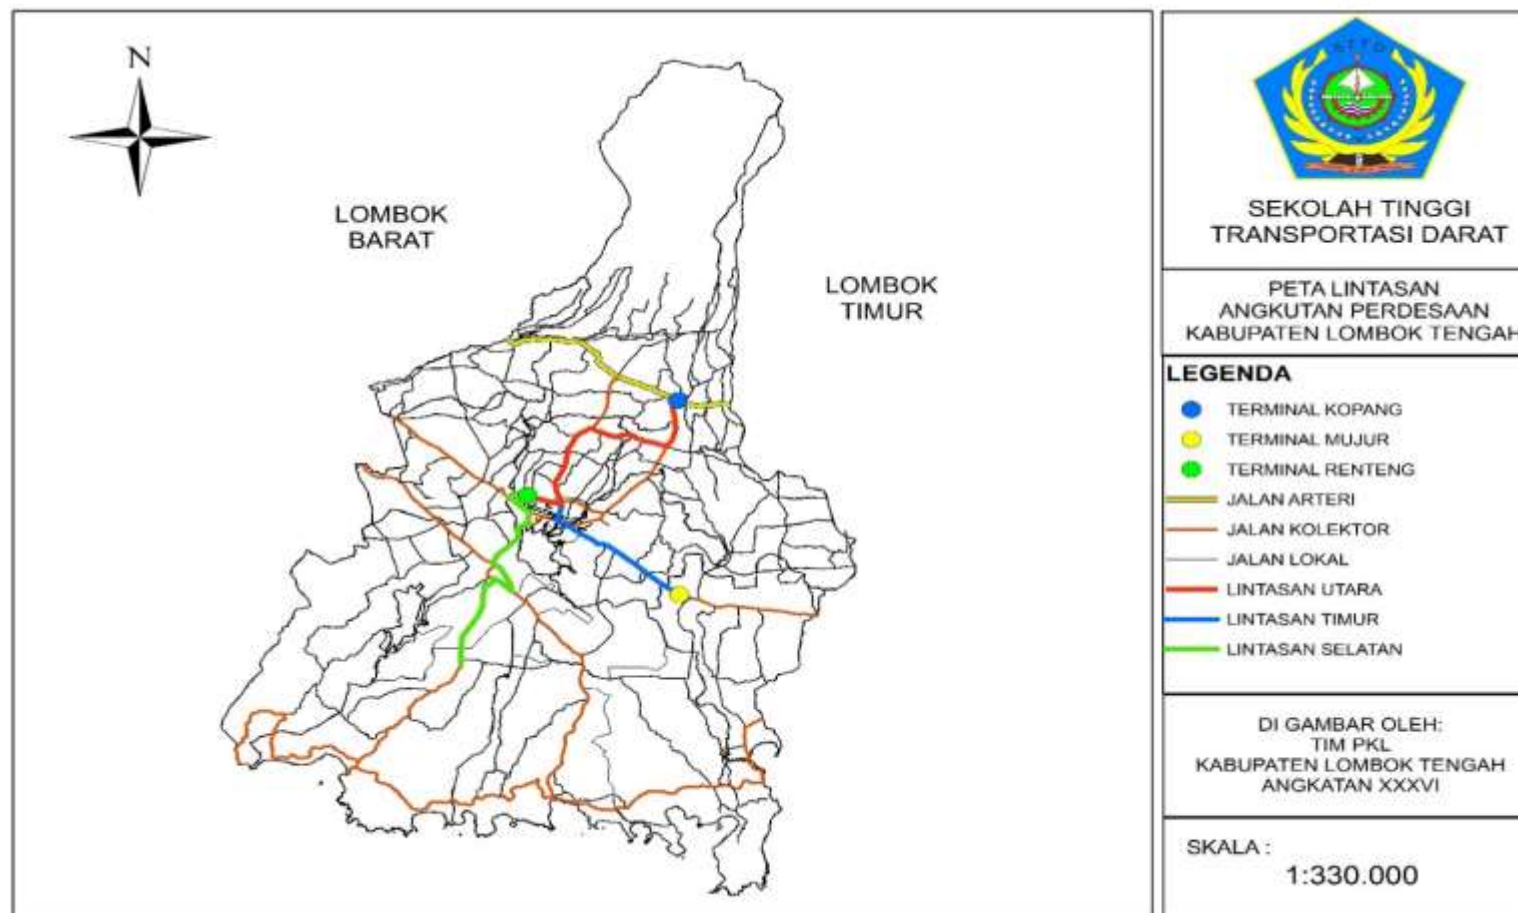 N
LOMBOK
BARAT
LOMBOK
TIMUR
STTD
SEKOLAH TINGGI
TRANSPORTASI DARAT
PETA LINTASAN
ANGKUTAN PERDESAAN
KABUPATEN LOMBOK TENGAH
LEGENDA
TERMINAL KOPANG
TERMINAL MUJUR
TERMINAL RENTENG
JALAN ARTERI
JALAN KOLEKTOR
JALAN LOKAL
LINTASAN UTARA
LINTASAN TIMUR
LINTASAN SELATAN
DI GAMBAR OLEH:
TIM PKL
KABUPATEN LOMBOK TENGAH
ANGKATAN XXXVI
SKALA :
1:330.000